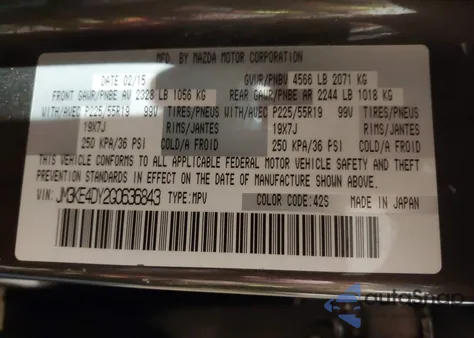 MFD. BY MAZDA MOTOR CORPORATION
DATE 02/15 GVWR/PNBV 4566 LB 2071 KG
FRONT GAWR/PNBE AV 2328 LB 1056 KG REAR GAWR/PNBE AR 2244 LB 1018 KG
WITH/AVEC P225/55R19 99V TIRES/PNEUS WITH/AVEC P225/55R19 99V TIRES/PNEUS
19X7J RIMS/JANTES 19X7J RIMS/JANTES
250 KPA/36 PSI COLD/A FROID 250 KPA/36 PSI COLD/A FROID
THIS VEHICLE CONFORMS TO ALL APPLICABLE FEDERAL MOTOR VEHICLE SAFETY AND THEFT
PREVENTION STANDARDS IN EFFECT ON THE DATE OF MANUFACTURE SHOWN ABOVE.
VIN: JM3KE4DY2G0636843 TYPE: MPV COLOR CODE: 42S MADE IN JAPAN
autoSnap